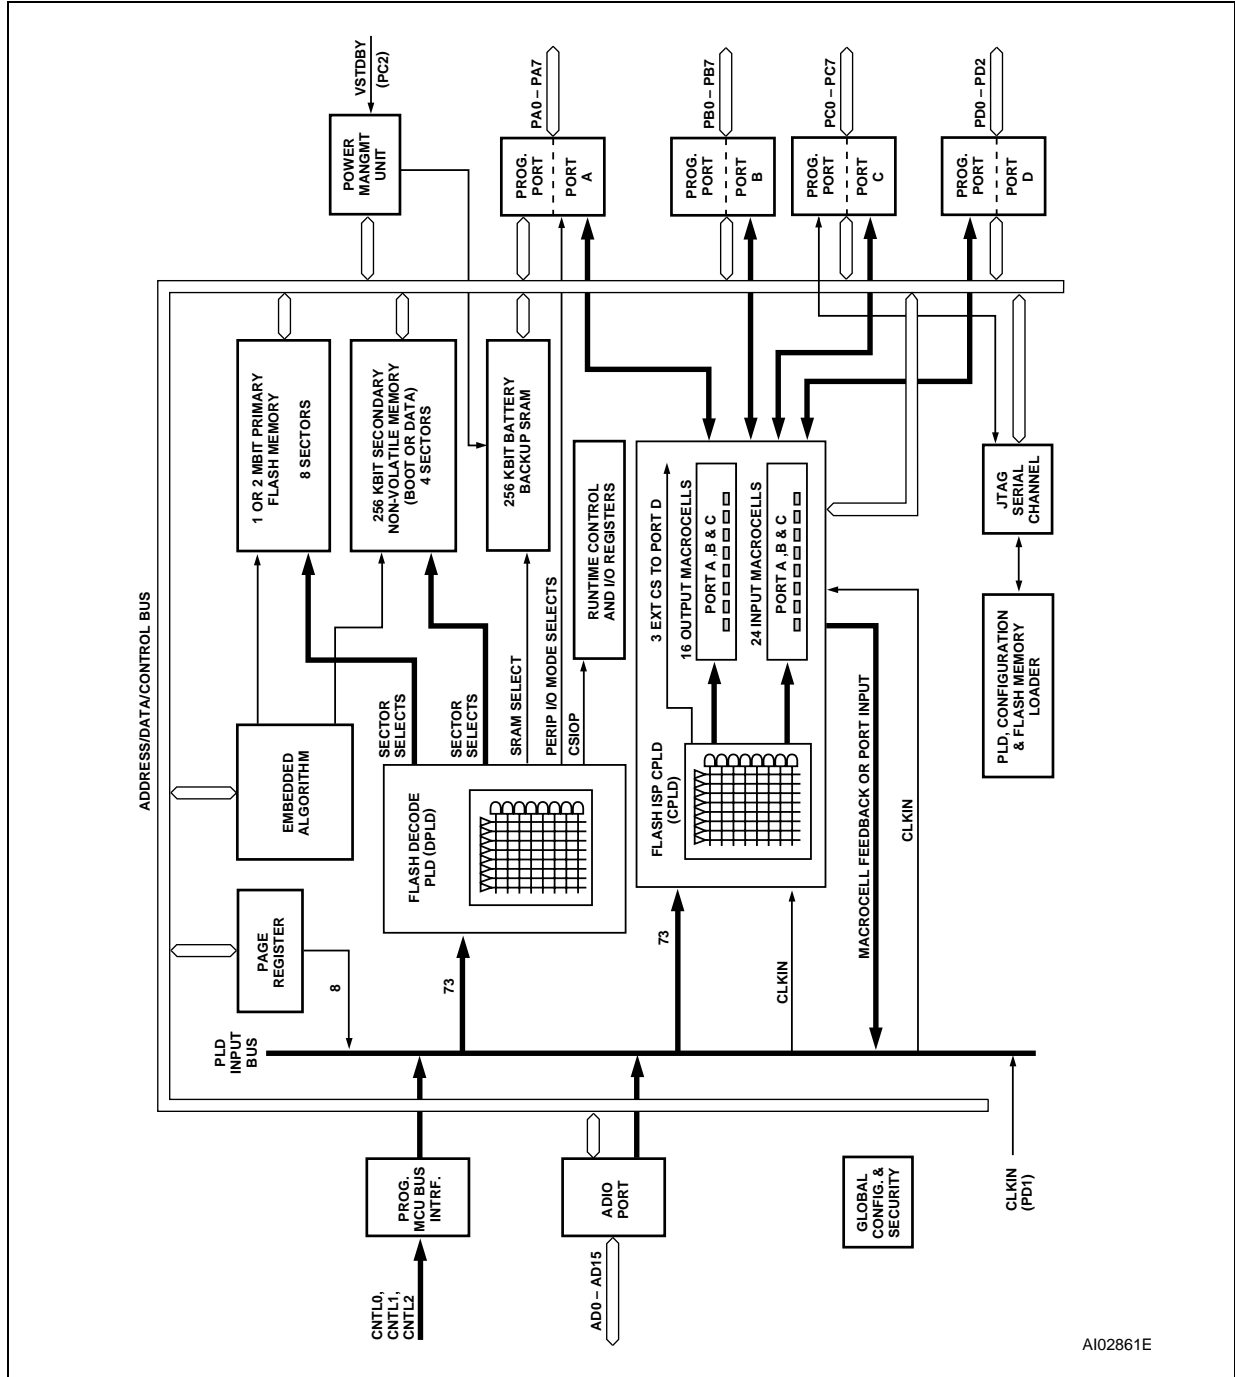 ADDRESS/DATA/CONTROL BUS
CNTL0,
CNTL1,
CNTL2
PROG.
MCU BUS
INTRF.
AD0 – AD15
ADIO
PORT
GLOBAL
CONFIG. &
SECURITY
CLKIN
(PD1)
PLD
INPUT
BUS
PAGE
REGISTER
8
73
73
CLKIN
EMBEDDED
ALGORITHM
FLASH DECODE
PLD (DPLD)
SECTOR
SELECTS
SECTOR
SELECTS
SRAM SELECT
PERIP I/O MODE SELECTS
CSIOP
FLASH ISP CPLD
(CPLD)
3 EXT CS TO PORT D
16 OUTPUT MACROCELLS
PORT A ,B & C
24 INPUT MACROCELLS
PORT A ,B & C
MACROCELL FEEDBACK OR PORT INPUT
CLKIN
1 OR 2 MBIT PRIMARY
FLASH MEMORY
8 SECTORS
256 KBIT SECONDARY
NON-VOLATILE MEMORY
(BOOT OR DATA)
4 SECTORS
256 KBIT BATTERY
BACKUP SRAM
RUNTIME CONTROL
AND I/O REGISTERS
JTAG
SERIAL
CHANNEL
PLD, CONFIGURATION
& FLASH MEMORY
LOADER
VSTDBY
(PC2)
POWER
MANGMT
UNIT
PA0 – PA7
PROG.
PORT
PORT
A
PB0 – PB7
PROG.
PORT
PORT
B
PC0 – PC7
PROG.
PORT
PORT
C
PD0 – PD2
PROG.
PORT
PORT
D
AI02861E